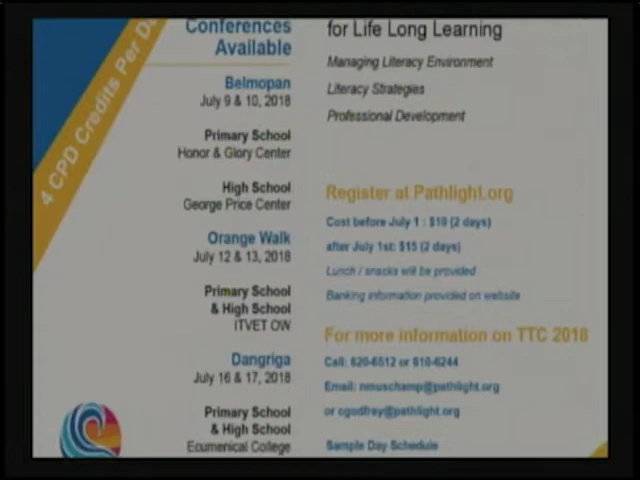 4 CPD Credits Per
Conferences
Available
Belmopan
July 9 & 10, 2018
Primary School
Honor & Glory Center
High School
George Price Center
Orange Walk
July 12 & 13, 2018
Primary School
& High School
ITVET OW
Dangriga
July 16 & 17, 2018
Primary School
& High School
Ecumenical College
for Life Long Learning
Managing Literacy Environment
Literacy Strategies
Professional Development
Register at Pathlight.org
Cost before July 1 : $10 (2 days)
after July 1st: $15 (2 days)
Lunch / snacks will be provided
Banking information provided on website
For more information on TTC 2018
Call: 620-6512 or 610-6244
Email: nmuschamp@pathlight.org
or cgodfrey@pathlight.org
Sample Day Schedule